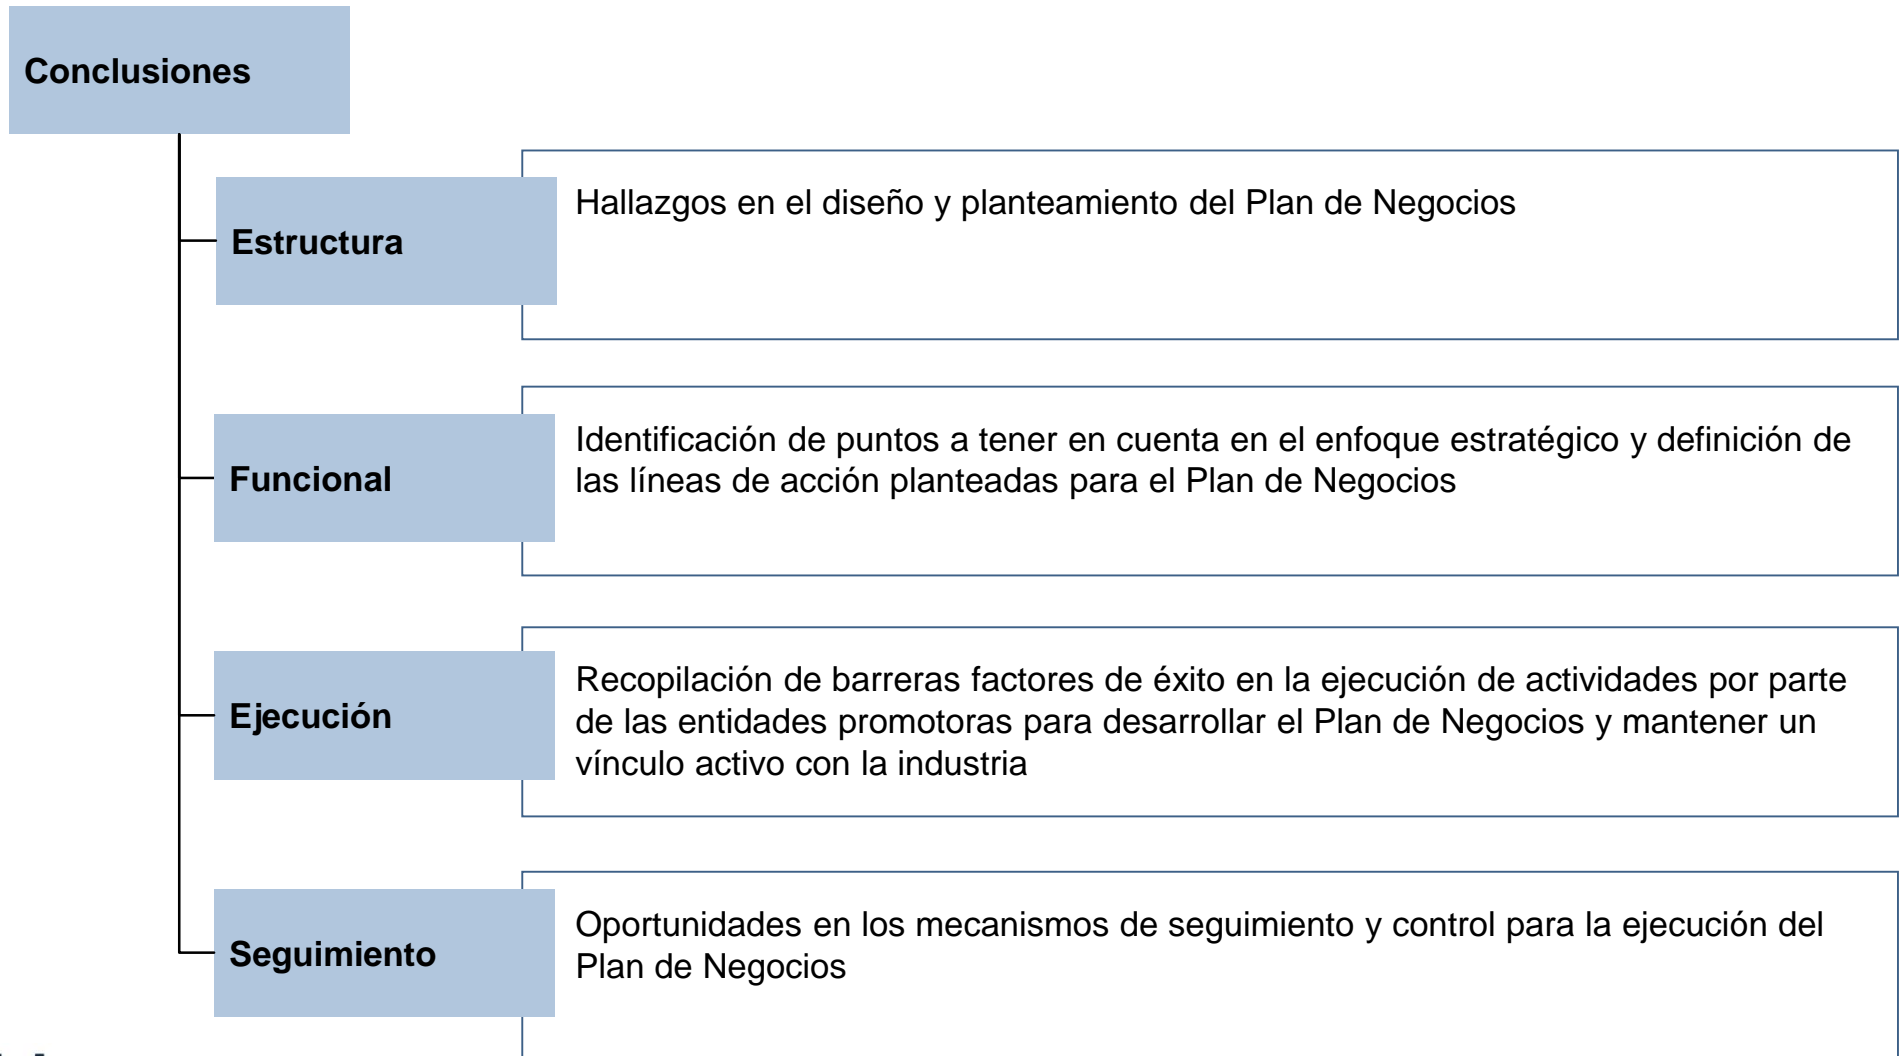 Conclusiones
Estructura
Hallazgos en el diseño y planteamiento del Plan de Negocios
Funcional
Identificación de puntos a tener en cuenta en el enfoque estratégico y definición de
las líneas de acción planteadas para el Plan de Negocios
Ejecución
Recopilación de barreras factores de éxito en la ejecución de actividades por parte
de las entidades promotoras para desarrollar el Plan de Negocios y mantener un
vínculo activo con la industria
Seguimiento
Oportunidades en los mecanismos de seguimiento y control para la ejecución del
Plan de Negocios